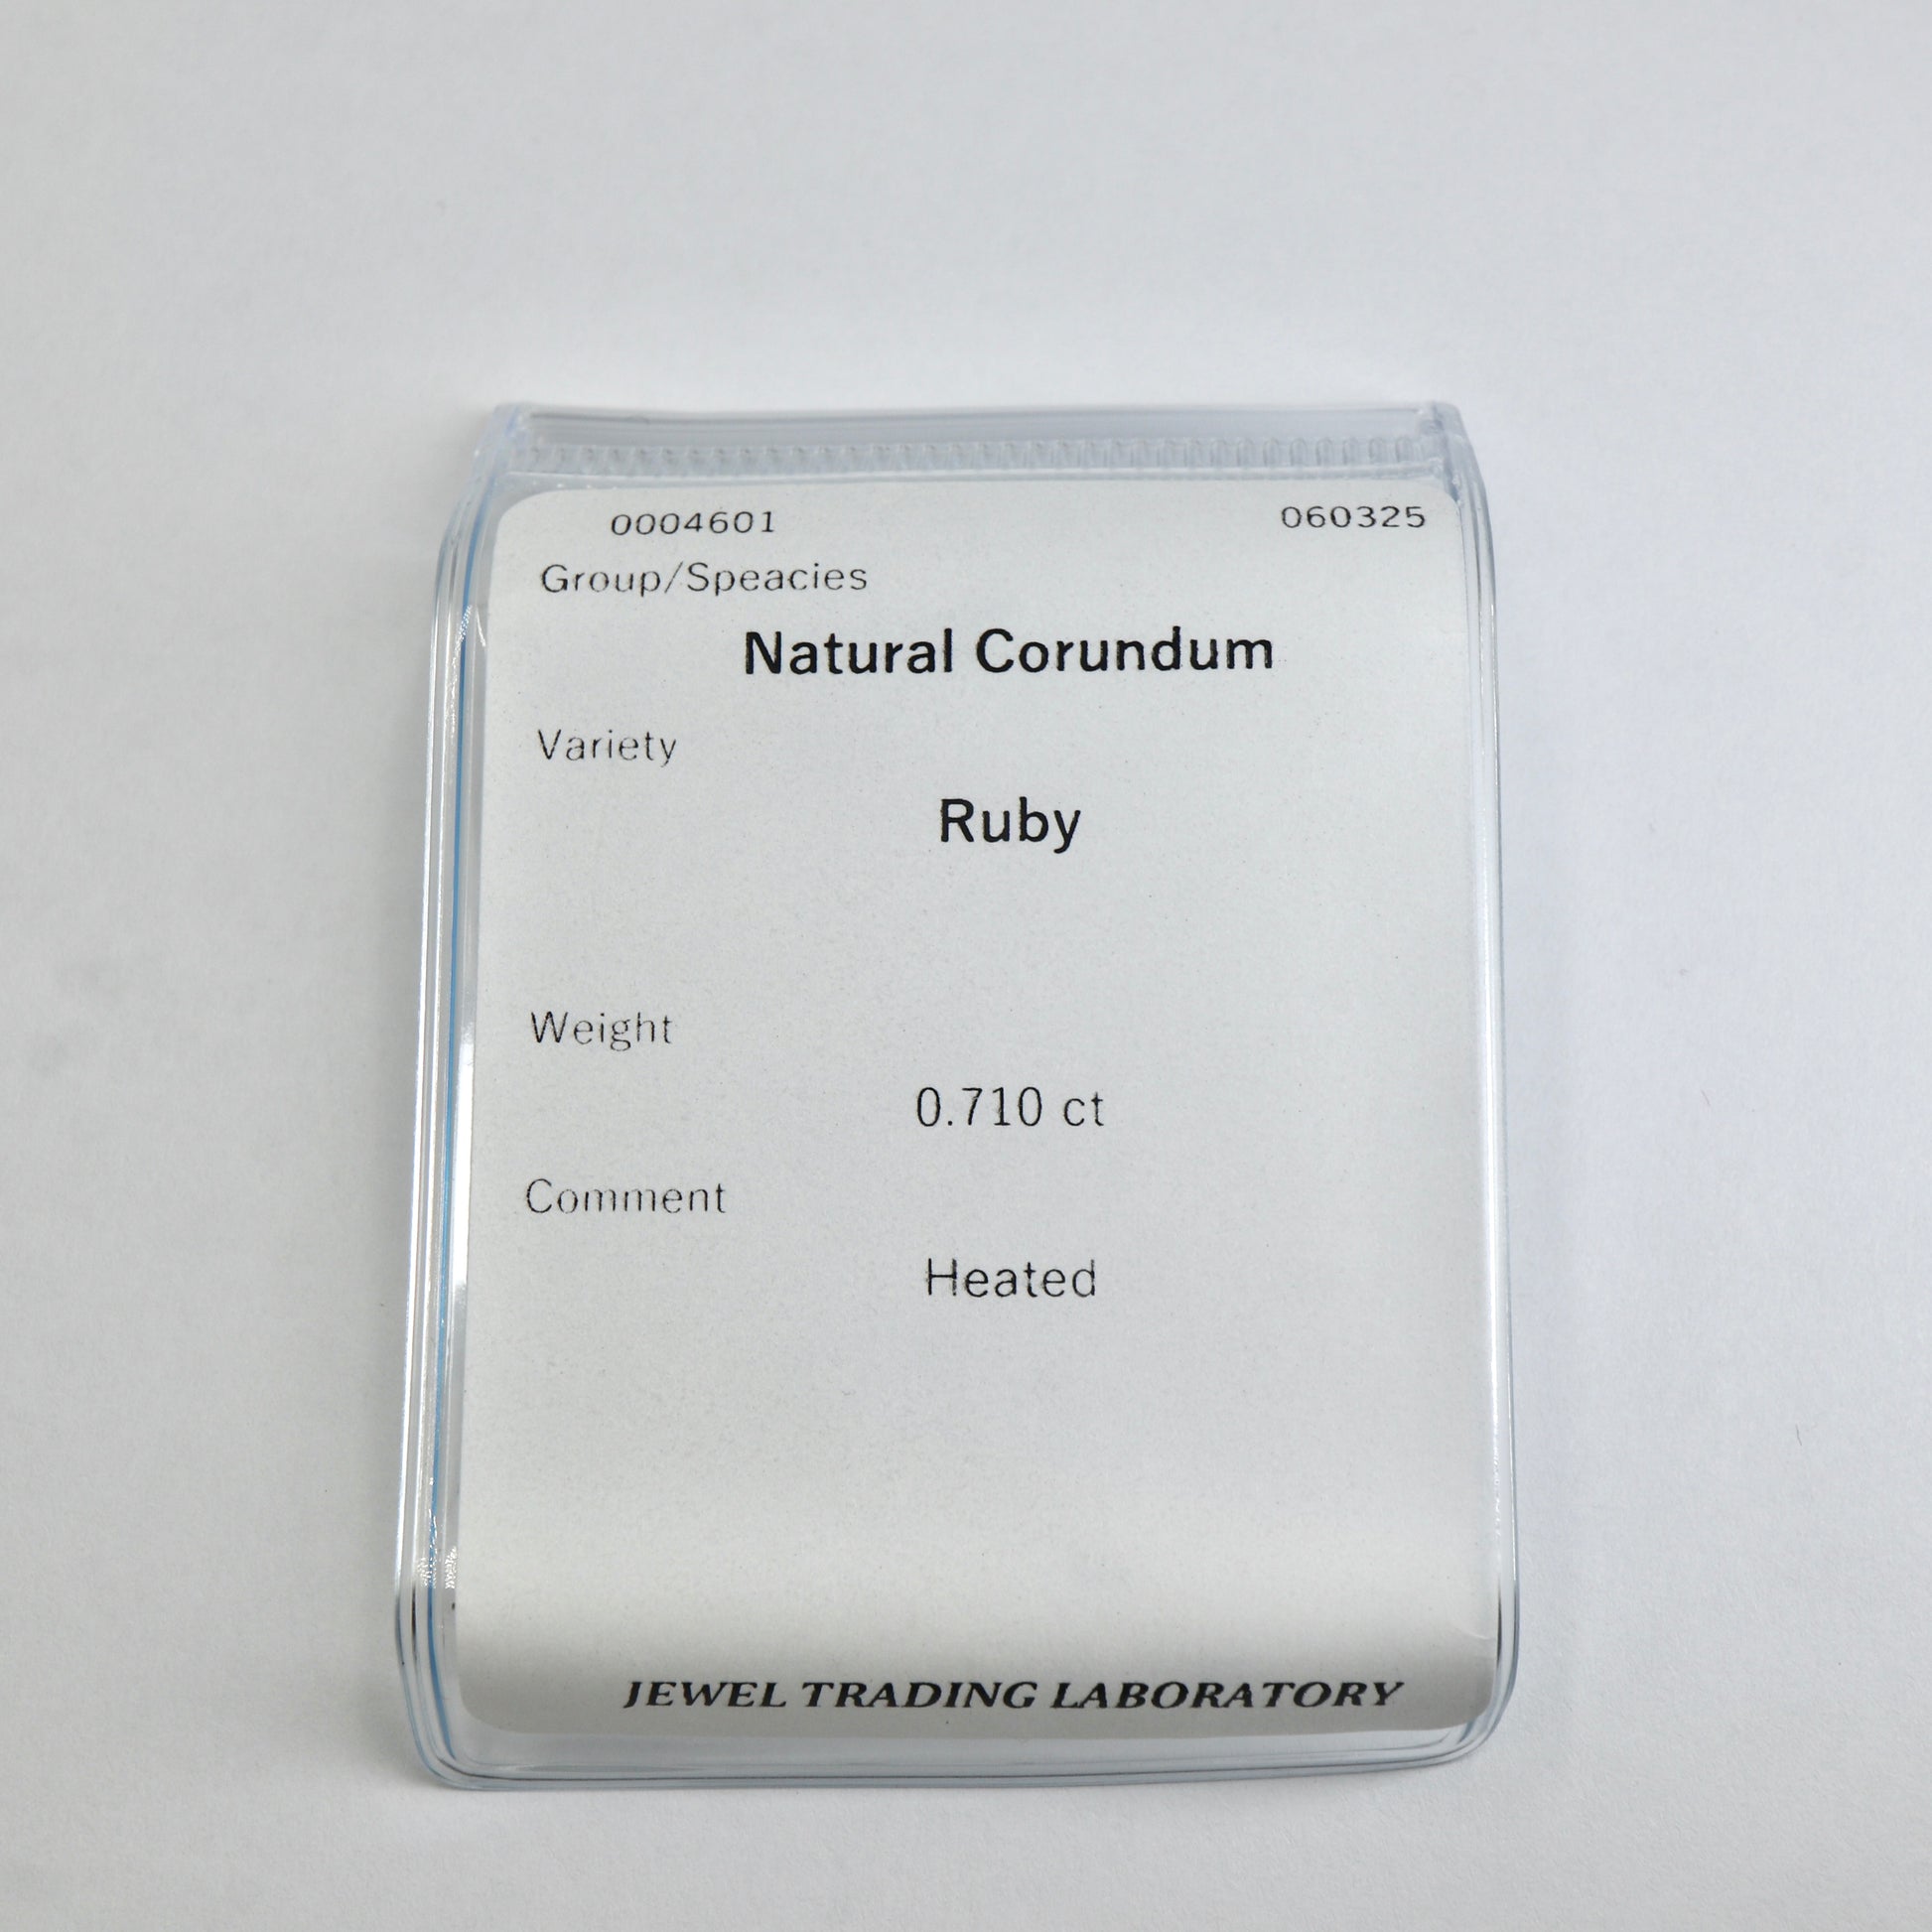 0004601 060325
Group/Speacies
Natural Corundum
Variety
Ruby
Weight
0.710 ct
Comment
Heated
JEWEL TRADING LABORATORY